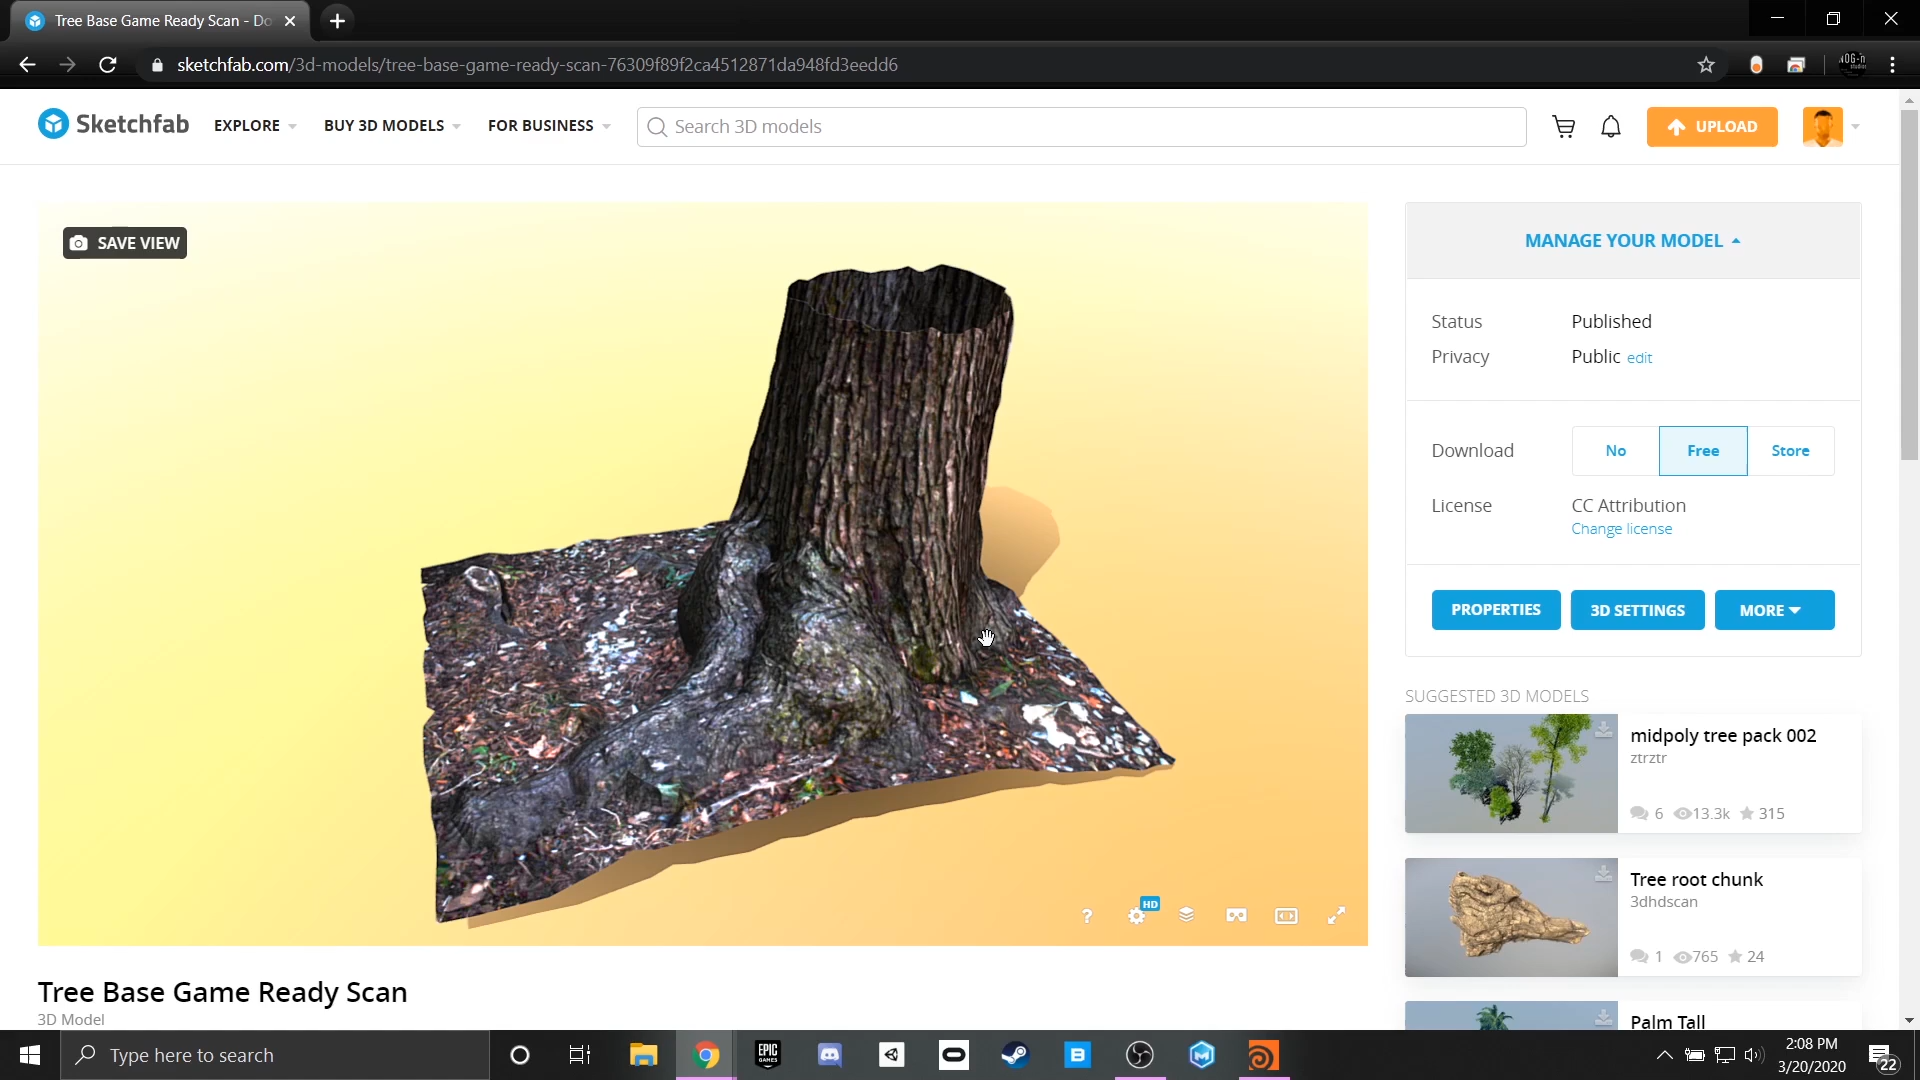 Tree Base Game Ready Scan - Do
sketchfab.com/3d-models/tree-base-game-ready-scan-76309f89f2ca4512871da948fd3eedd6
Sketchfab EXPLORE BUY 3D MODELS FOR BUSINESS Search 3D models UPLOAD
SAVE VIEW
MANAGE YOUR MODEL
Status Published
Privacy Public edit
Download No Free Store
License CC Attribution
Change license
PROPERTIES 3D SETTINGS MORE
SUGGESTED 3D MODELS
midpoly tree pack 002
ztrztr
6 13.3k 315
Tree root chunk
3dhdscan
1 765 24
Palm Tall
? HD
Tree Base Game Ready Scan
3D Model
Type here to search
EPIC GAMES
B
2:08 PM
3/20/2020
22